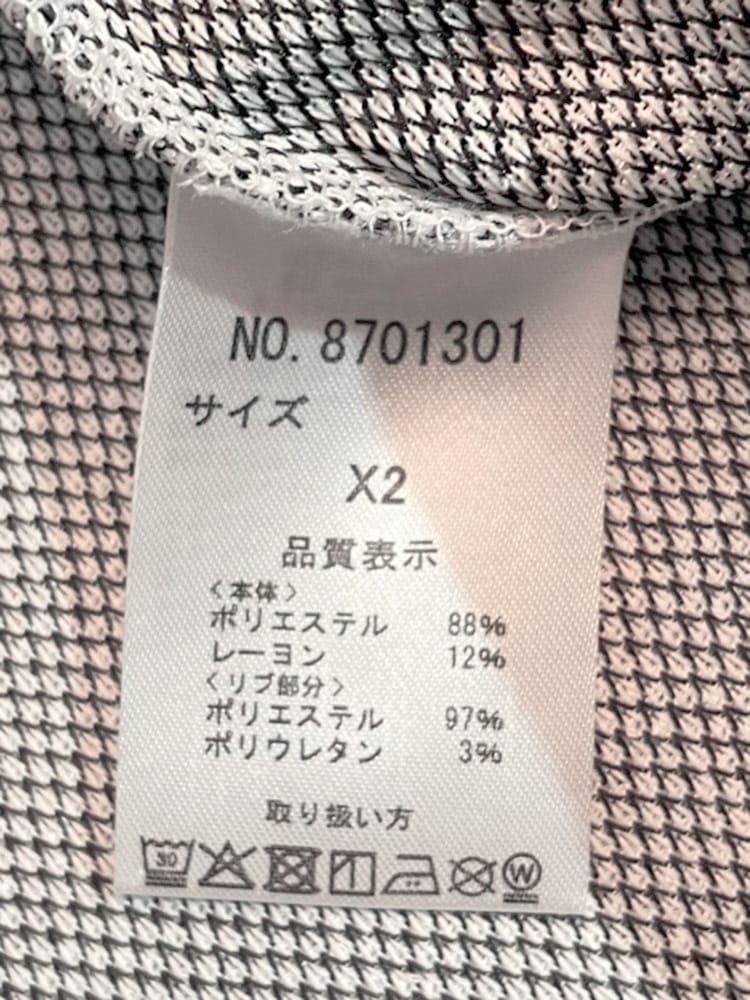 NO. 8701301
サイズ
X2
品質表示
〈本体〉
ポリエステル 88%
レーヨン 12%
〈リブ部分〉
ポリエステル 97%
ポリウレタン 3%
取り扱い方
30
W